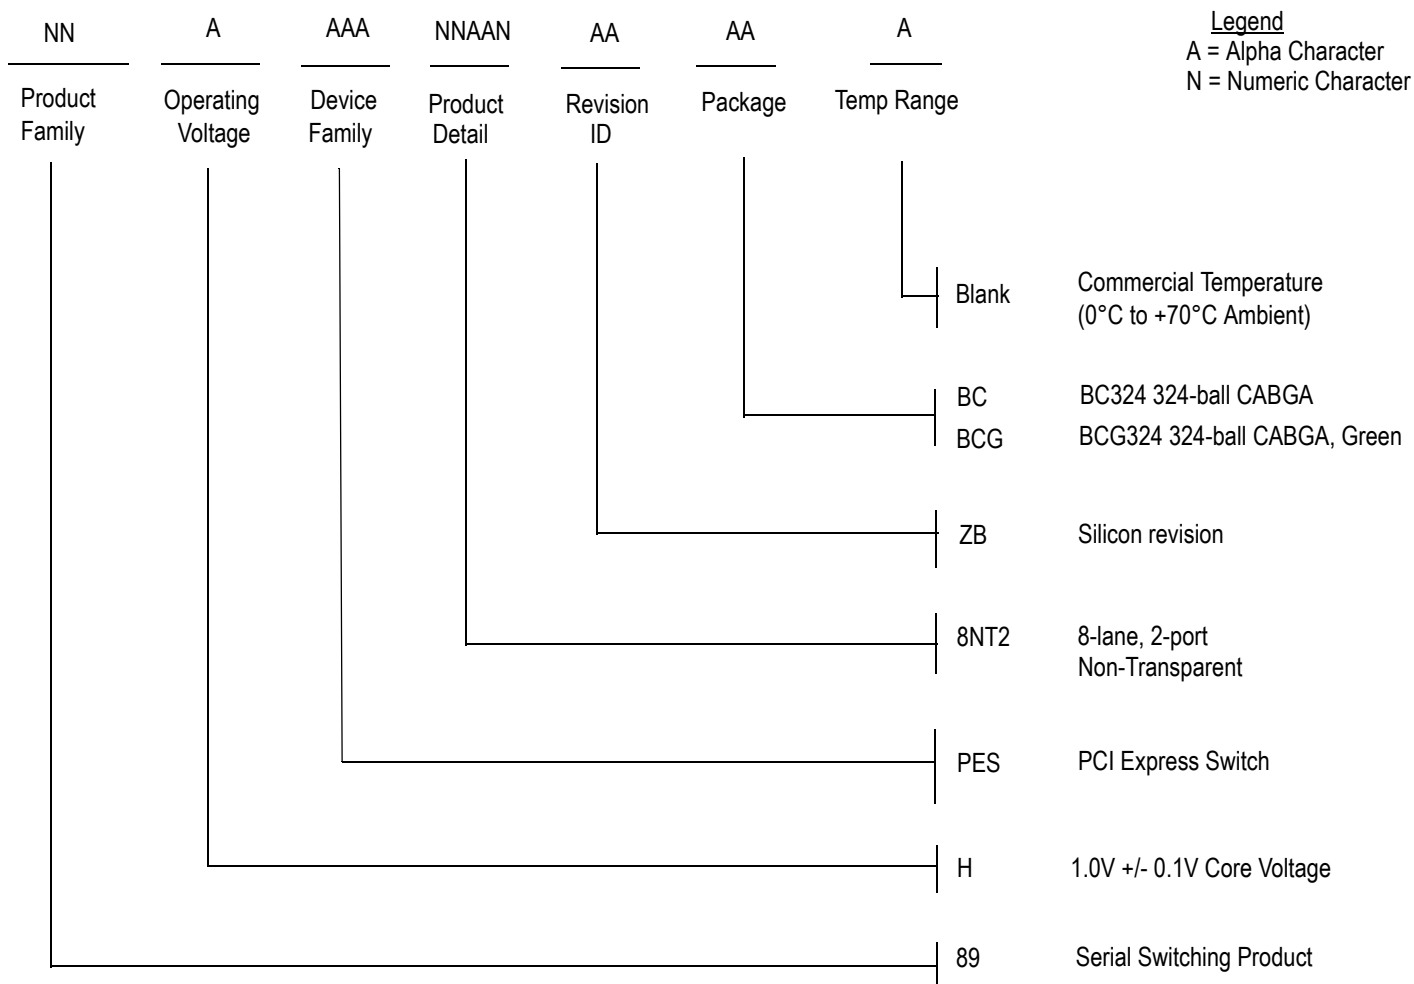 NN A AAA NNAAN AA AA A
Legend
A = Alpha Character
N = Numeric Character
Product Family
Operating Voltage
Device Family
Product Detail
Revision ID
Package
Temp Range
Blank Commercial Temperature
(0°C to +70°C Ambient)
BC BC324 324-ball CABGA
BCG BCG324 324-ball CABGA, Green
ZB Silicon revision
8NT2 8-lane, 2-port
Non-Transparent
PES PCI Express Switch
H 1.0V +/- 0.1V Core Voltage
89 Serial Switching Product